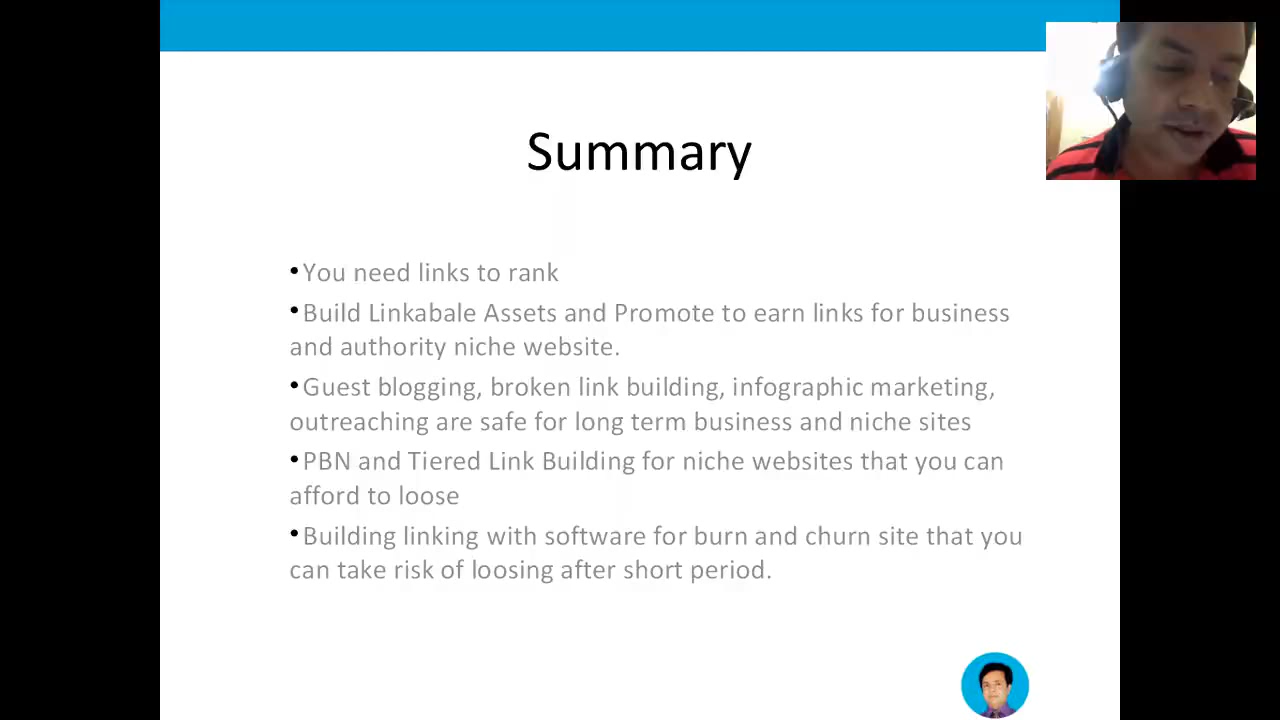 Summary
•You need links to rank
•Build Linkabale Assets and Promote to earn links for business
and authority niche website.
•Guest blogging, broken link building, infographic marketing,
outreaching are safe for long term business and niche sites
•PBN and Tiered Link Building for niche websites that you can
afford to loose
•Building linking with software for burn and churn site that you
can take risk of loosing after short period.